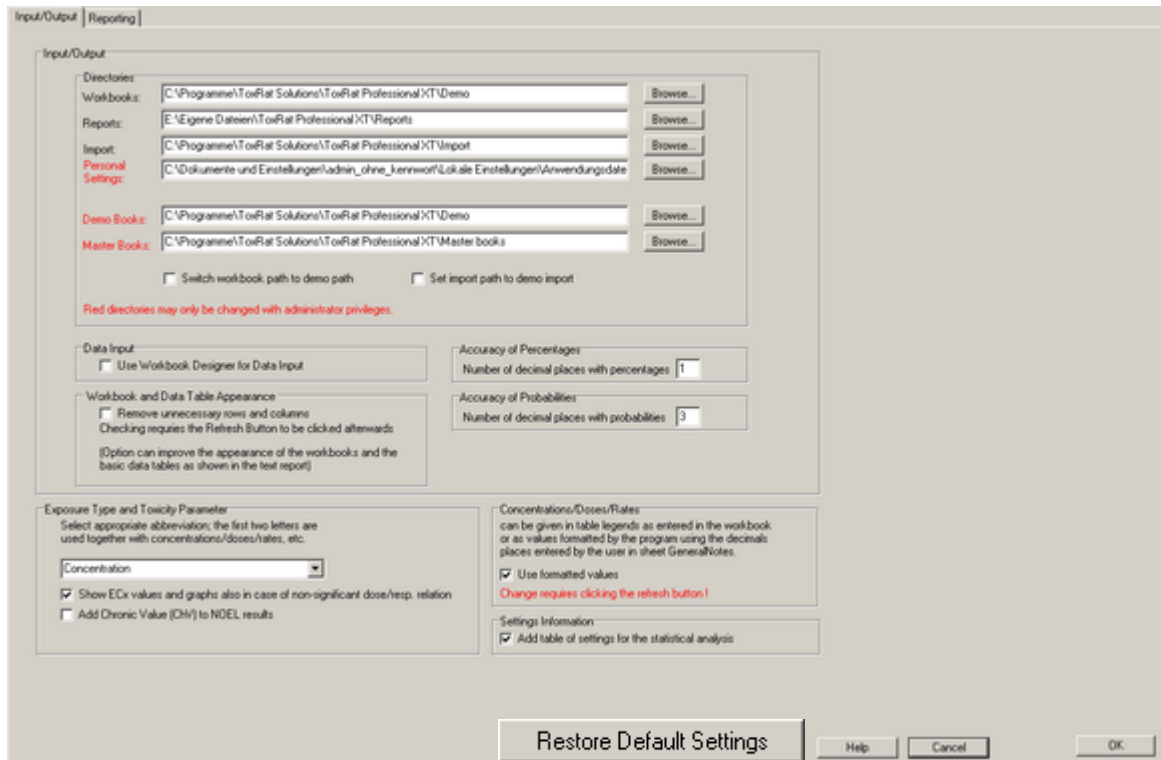 Input/Output Reporting
Input/Output
Directories
Workbooks: C:\Programme\ToxRat Solutions\ToxRat Professional XT\Demo Browse...
Reports: E:\Eigene Dateien\ToxRat Professional XT\Reports Browse...
Import: C:\Programme\ToxRat Solutions\ToxRat Professional XT\Import Browse...
Personal
Settings: C:\Dokumente und Einstellungen\admin_ohne_kennwort\Lokale Einstellungen\Anwendungsdate Browse...
Demo Books: C:\Programme\ToxRat Solutions\ToxRat Professional XT\Demo Browse...
Master Books: C:\Programme\ToxRat Solutions\ToxRat Professional XT\Master books Browse...
Switch workbook path to demo path Set import path to demo import
Red directories may only be changed with administrator privileges.
Data Input
Use Workbook Designer for Data Input
Accuracy of Percentages
Number of decimal places with percentages 1
Workbook and Data Table Appearance
Remove unnecessary rows and columns
Checking requries the Refresh Button to be clicked afterwards
(Option can improve the appearance of the workbooks and the
basic data tables as shown in the text report)
Accuracy of Probabilities
Number of decimal places with probabilities 3
Exposure Type and Toxicity Parameter
Select appropriate abbreviation; the first two letters are
used together with concentrations/doses/rates, etc.
Concentration
Show ECx values and graphs also in case of non-significant dose/resp. relation
Add Chronic Value (ChV) to NOEL results
Concentrations/Doses/Rates
can be given in table legends as entered in the workbook
or as values formatted by the program using the decimals
places entered by the user in sheet GeneralNotes.
Use formatted values
Change requires clicking the refresh button !
Settings Information
Add table of settings for the statistical analysis
Restore Default Settings Help Cancel OK